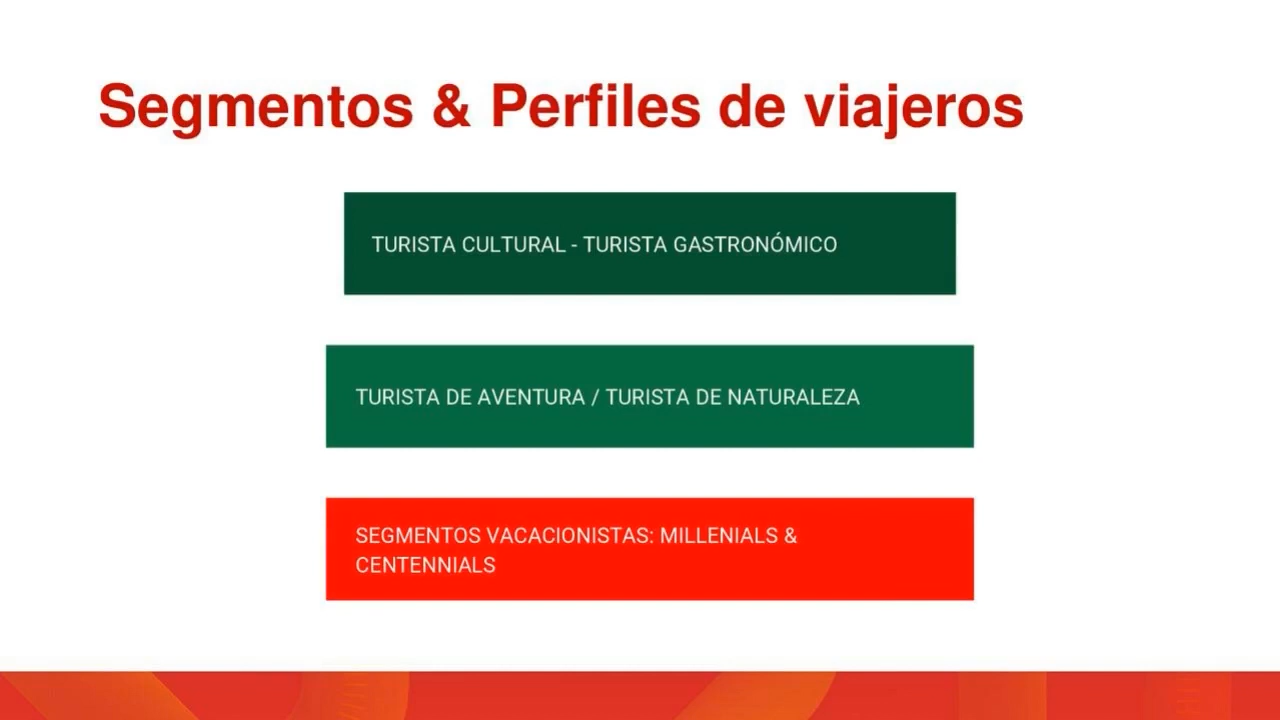 Segmentos & Perfiles de viajeros
TURISTA CULTURAL - TURISTA GASTRONÓMICO
TURISTA DE AVENTURA / TURISTA DE NATURALEZA
SEGMENTOS VACACIONISTAS: MILLENIALS &
CENTENNIALS